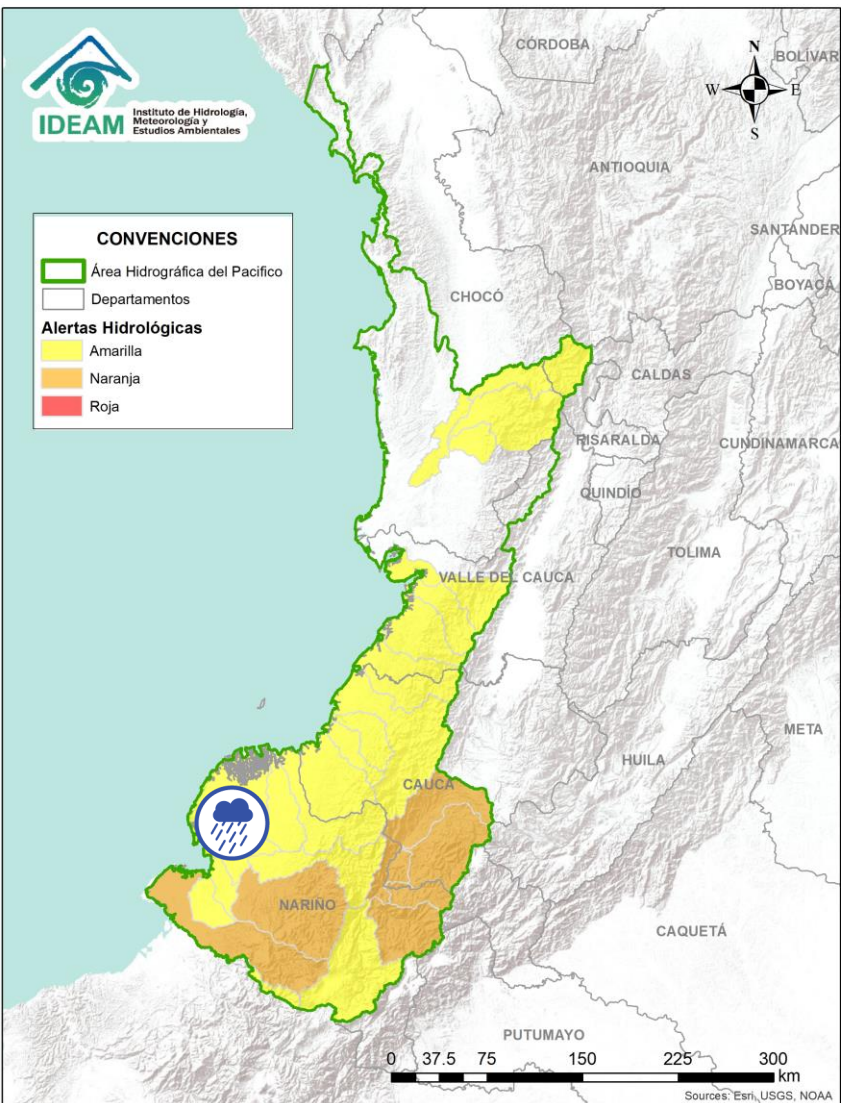 IDEAM
Instituto de Hidrología,
Meteorología y
Estudios Ambientales
CÓRDOBA
N
BOLÍVAR
W
E
S
ANTIOQUIA
SANTANDER
CONVENCIONES
Área Hidrográfica del Pacifico
Departamentos
Alertas Hidrológicas
Amarilla
Naranja
Roja
BOYACÁ
CHOCÓ
CALDAS
RISARALDA
CUNDINAMARCA
QUINDÍO
TOLIMA
VALLE DEL CAUCA
META
HUILA
CAUCA
NARIÑO
CAQUETÁ
PUTUMAYO
0 37.5 75 150 225 300
km
Sources: Esri, USGS, NOAA